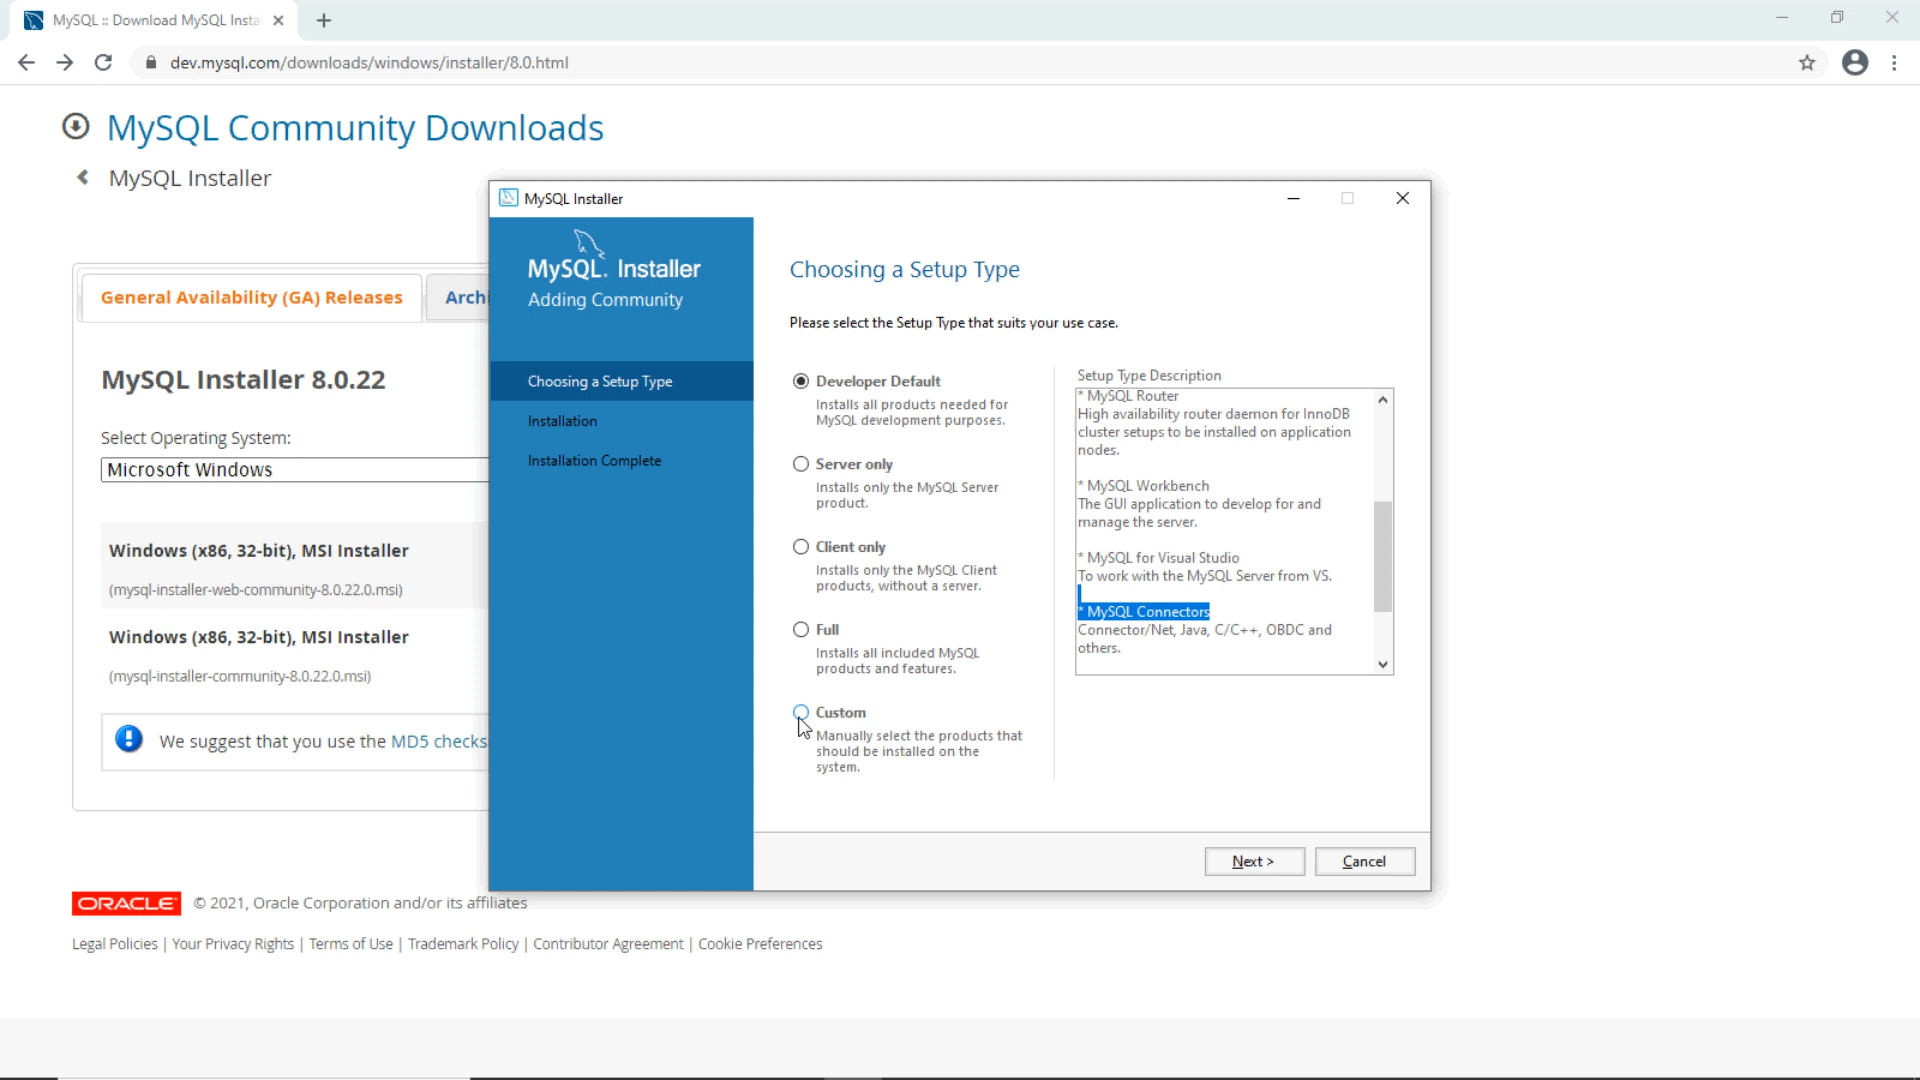 MySQL :: Download MySQL Insta
dev.mysql.com/downloads/windows/installer/8.0.html
MySQL Community Downloads
MySQL Installer
General Availability (GA) Releases
Archi
MySQL Installer 8.0.22
Select Operating System:
Microsoft Windows
Windows (x86, 32-bit), MSI Installer
(mysql-installer-web-community-8.0.22.0.msi)
Windows (x86, 32-bit), MSI Installer
(mysql-installer-community-8.0.22.0.msi)
We suggest that you use the MD5 checks
MySQL Installer
MySQL. Installer
Adding Community
Choosing a Setup Type
Installation
Installation Complete
Choosing a Setup Type
Please select the Setup Type that suits your use case.
Developer Default
Installs all products needed for
MySQL development purposes.
Server only
Installs only the MySQL Server
product.
Client only
Installs only the MySQL Client
products, without a server.
Full
Installs all included MySQL
products and features.
Custom
Manually select the products that
should be installed on the
system.
Setup Type Description
* MySQL Router
High availability router daemon for InnoDB
cluster setups to be installed on application
nodes.
* MySQL Workbench
The GUI application to develop for and
manage the server.
* MySQL for Visual Studio
To work with the MySQL Server from VS.
* MySQL Connectors
Connector/Net, Java, C/C++, OBDC and
others.
Next >
Cancel
ORACLE
© 2021, Oracle Corporation and/or its affiliates
Legal Policies | Your Privacy Rights | Terms of Use | Trademark Policy | Contributor Agreement | Cookie Preferences